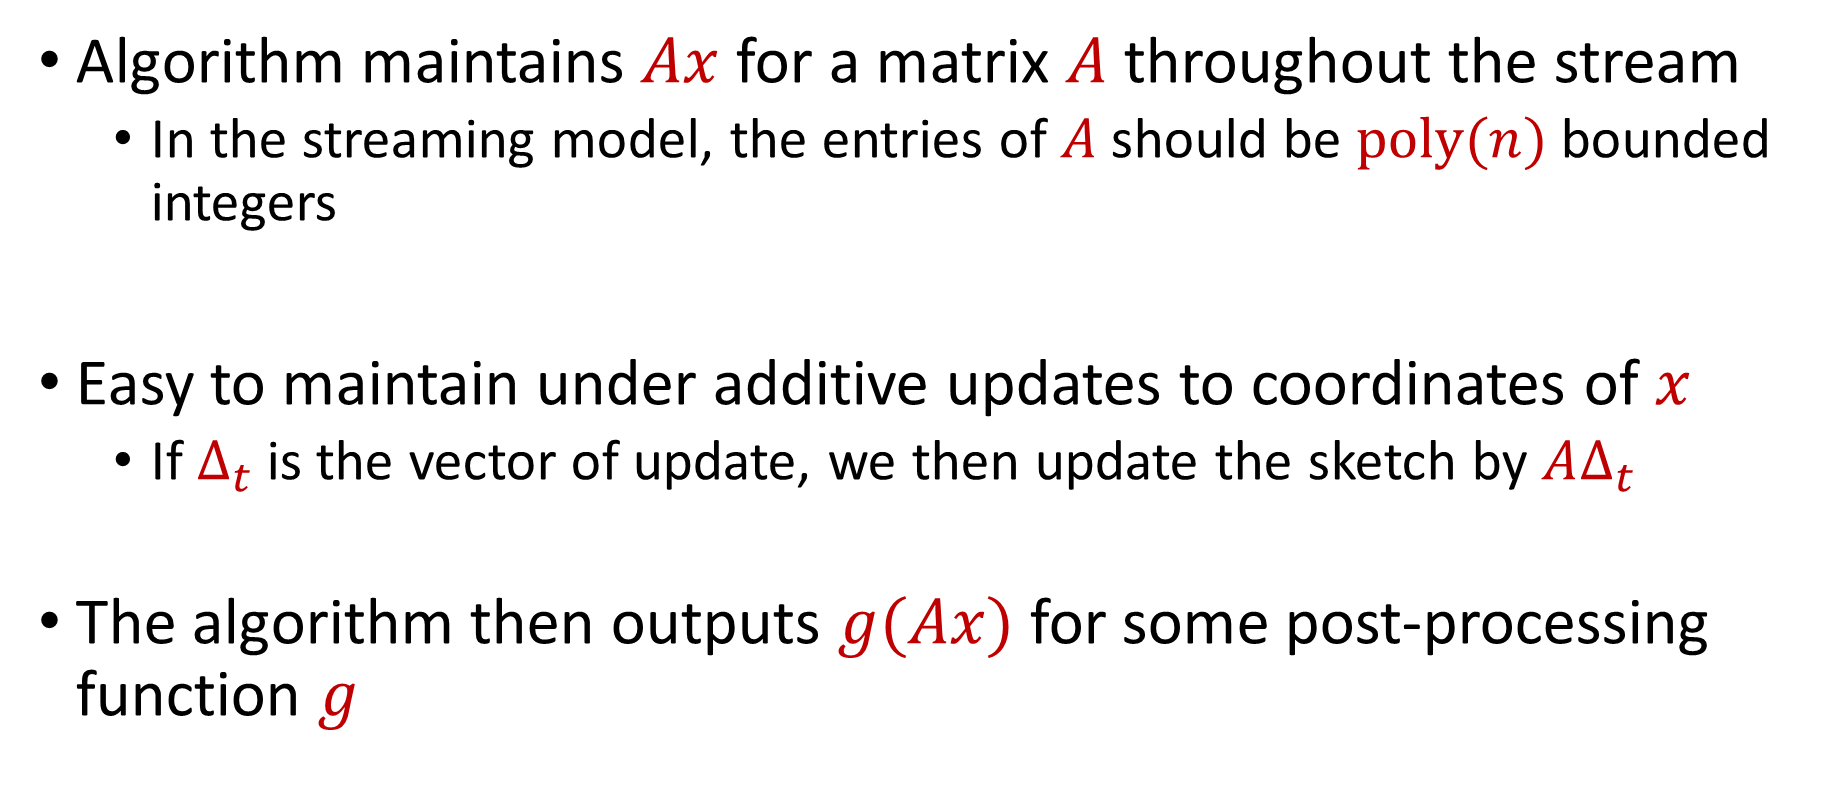 • Algorithm maintains Ax for a matrix A throughout the stream
• In the streaming model, the entries of A should be poly(n) bounded
integers
• Easy to maintain under additive updates to coordinates of x
• If Δ_t is the vector of update, we then update the sketch by AΔ_t
• The algorithm then outputs g(Ax) for some post-processing
function g